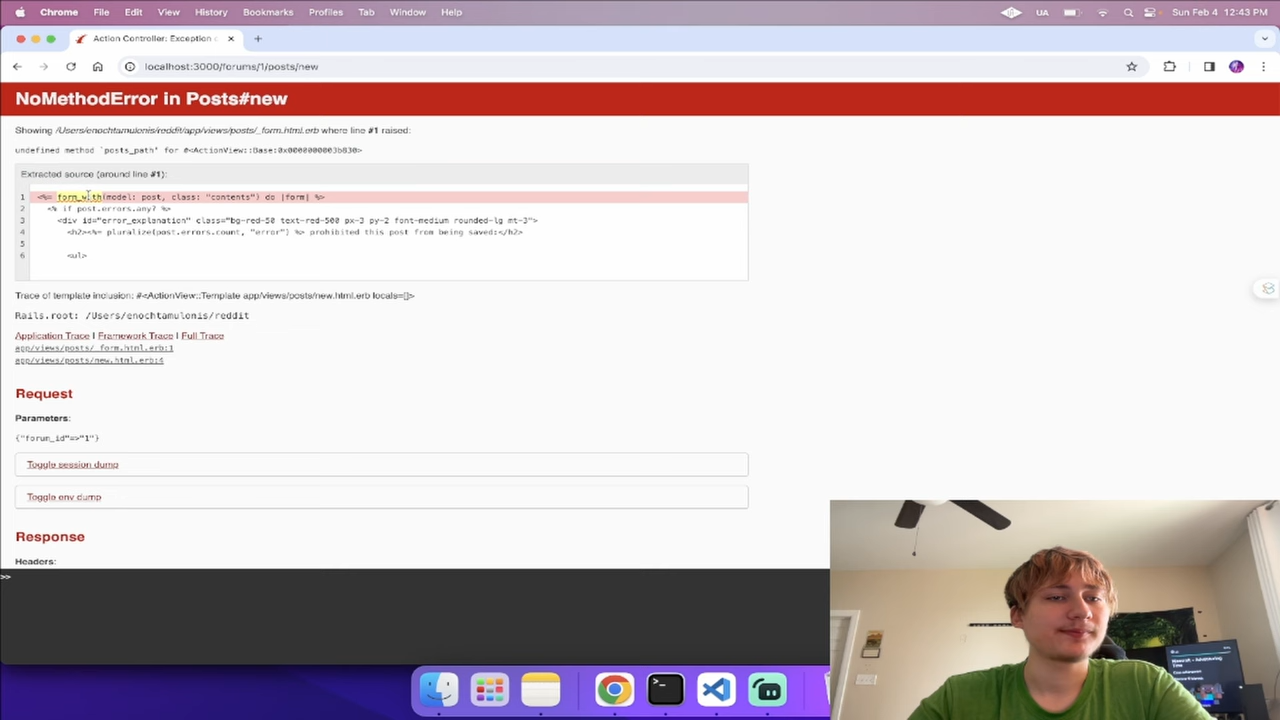 Chrome File Edit View History Bookmarks Profiles Tab Window Help UA Sun Feb 4 12:43 PM
Action Controller: Exception
localhost:3000/forums/1/posts/new
NoMethodError in Posts#new
Showing /Users/enochtamulonis/reddit/app/views/posts/_form.html.erb where line #1 raised:
undefined method `posts_path' for #<ActionView::Base:0x0000000003b830>
Extracted source (around line #1):
1 <%= form_with(model: post, class: "contents") do |form| %>
2 <% if post.errors.any? %>
3 <div id="error_explanation" class="bg-red-50 text-red-500 px-3 py-2 font-medium rounded-lg mt-3">
4 <h2><%= pluralize(post.errors.count, "error") %> prohibited this post from being saved:</h2>
5
6 <ul>
Trace of template inclusion: #<ActionView::Template app/views/posts/new.html.erb locals=[]>
Rails.root: /Users/enochtamulonis/reddit
Application Trace | Framework Trace | Full Trace
app/views/posts/_form.html.erb:1
app/views/posts/new.html.erb:4
Request
Parameters:
{"forum_id"=>"1"}
Toggle session dump
Toggle env dump
Response
Headers:
>>